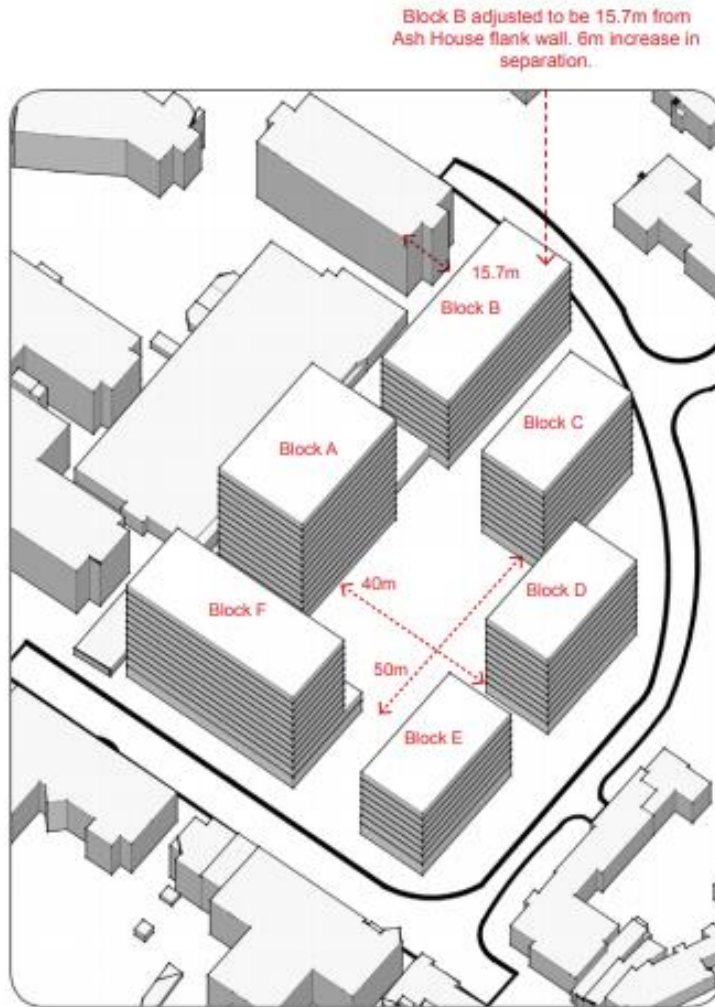 Block B adjusted to be 15.7m from
Ash House flank wall. 6m increase in
separation.
15.7m
Block B
Block C
Block A
40m
Block D
Block F
50m
Block E